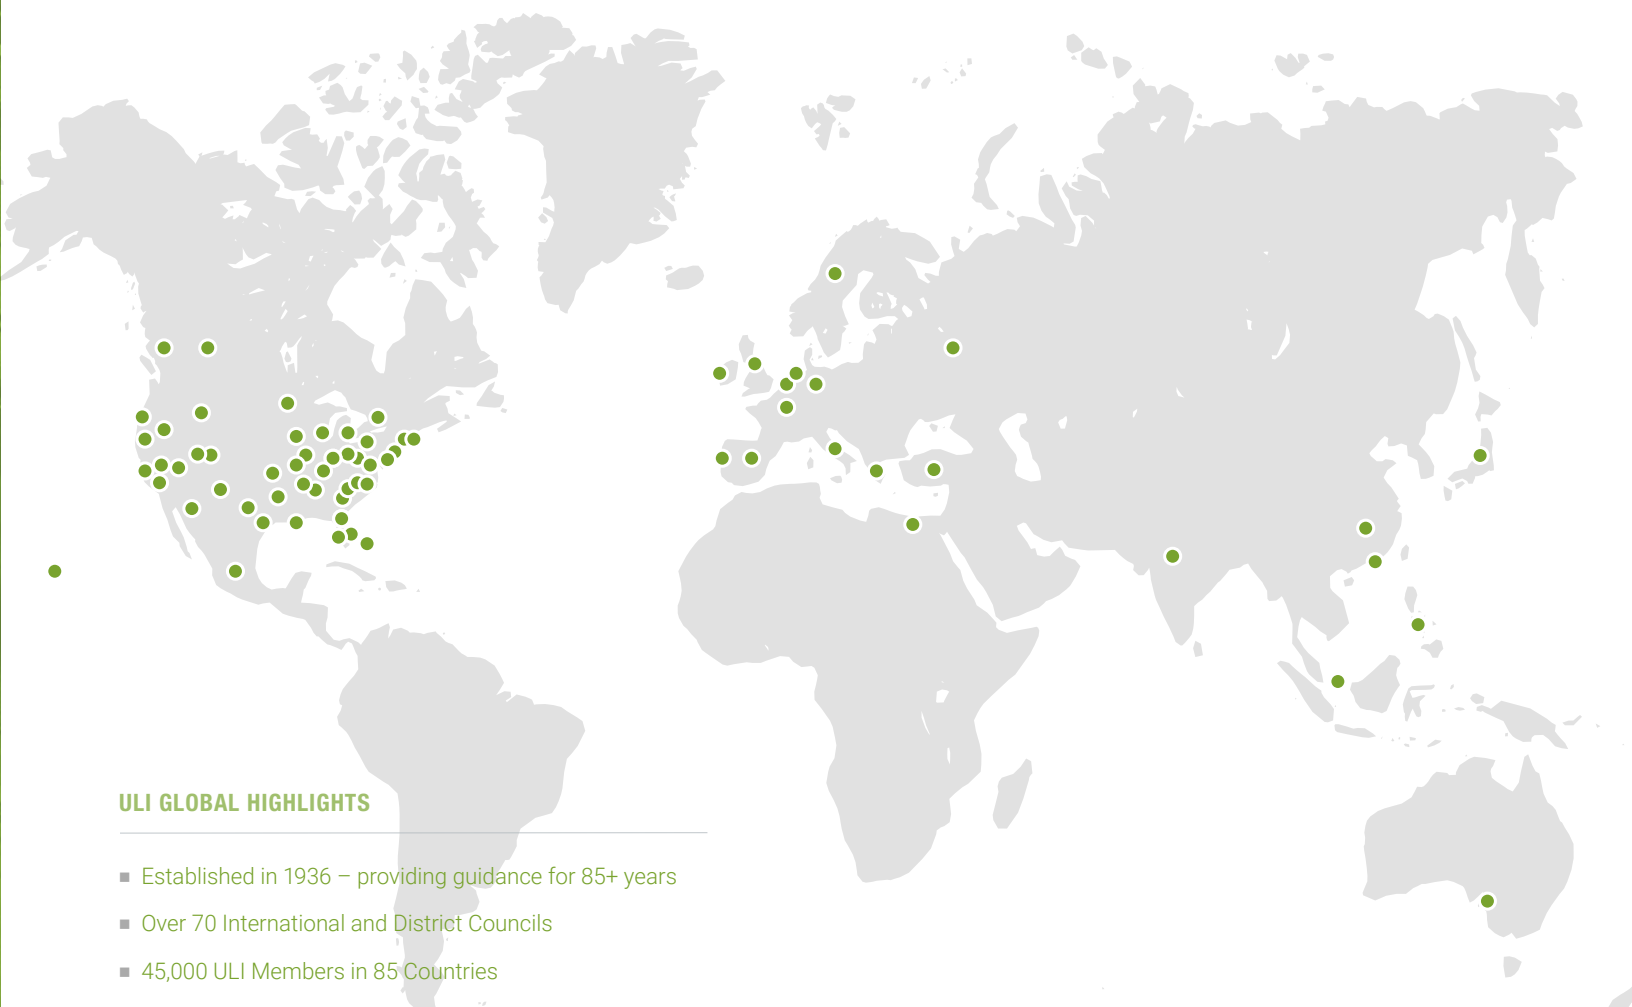 ULI GLOBAL HIGHLIGHTS
■ Established in 1936 – providing guidance for 85+ years
■ Over 70 International and District Councils
■ 45,000 ULI Members in 85 Countries